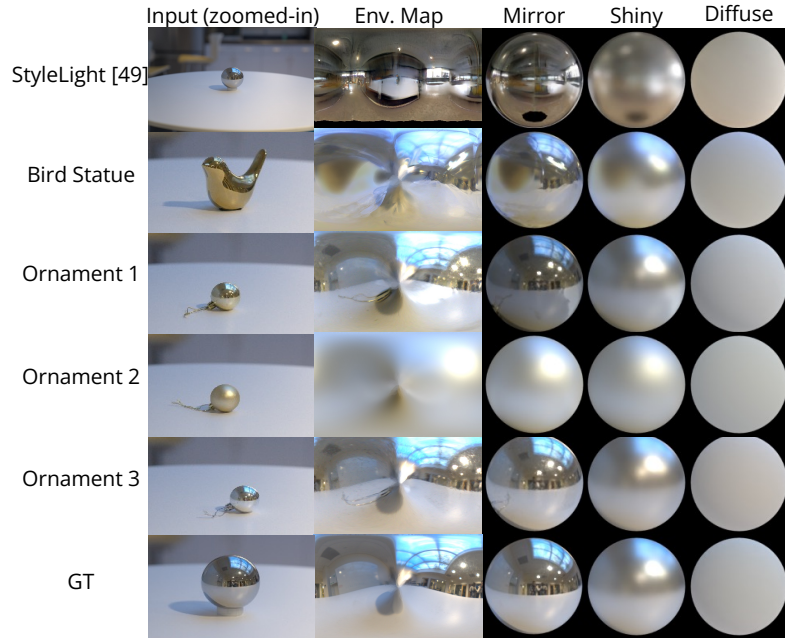 Input (zoomed-in) Env. Map Mirror Shiny Diffuse
StyleLight [49]
Bird Statue
Ornament 1
Ornament 2
Ornament 3
GT